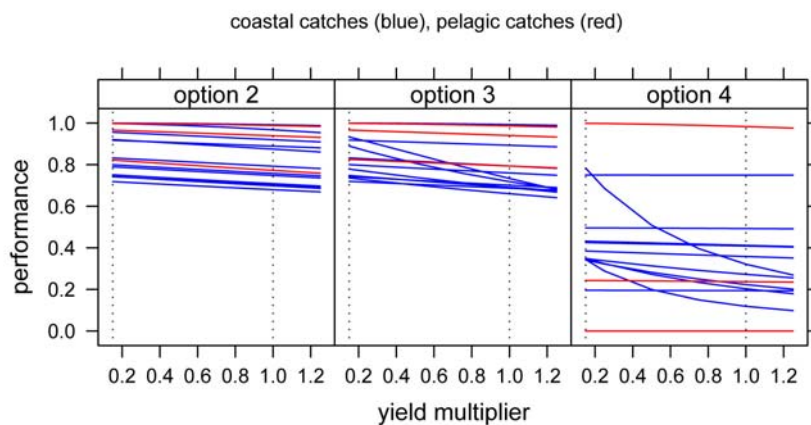 coastal catches (blue), pelagic catches (red)
option 2 option 3 option 4
performance
1.0
0.8
0.6
0.4
0.2
0.0
0.2 0.4 0.6 0.8 1.0 1.2 0.2 0.4 0.6 0.8 1.0 1.2 0.2 0.4 0.6 0.8 1.0 1.2
yield multiplier